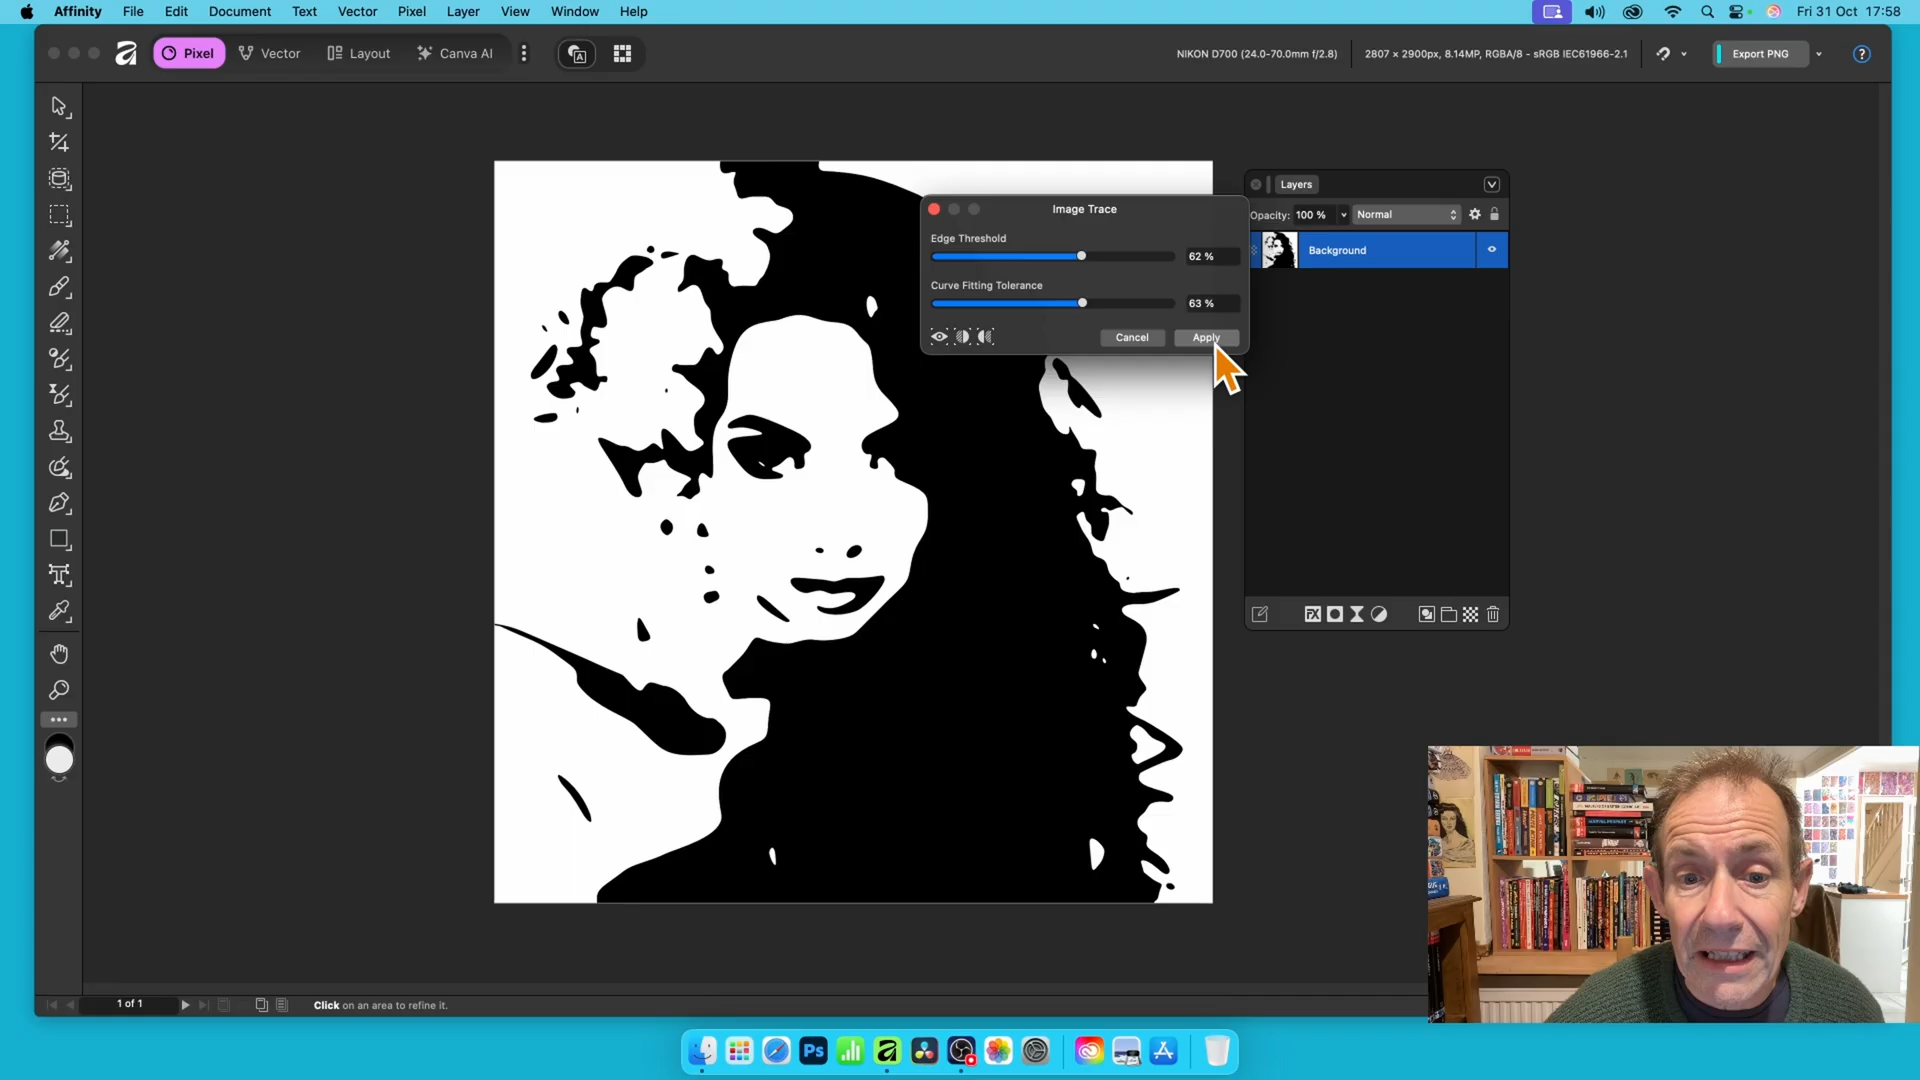 Affinity File Edit Document Text Vector Pixel Layer View Window Help Fri 31 Oct 17:58
Pixel Vector Layout Canva AI NIKON D700 (24.0-70.0mm f/2.8) 2807 × 2900px, 8.14MP, RGBA/8 - sRGB IEC61966-2.1 Export PNG ?
Layers
Image Trace
Opacity: 100 % Normal
Edge Threshold
Background
62 %
Curve Fitting Tolerance
63 %
Cancel Apply
FX
1 of 1 Click on an area to refine it.
Ps